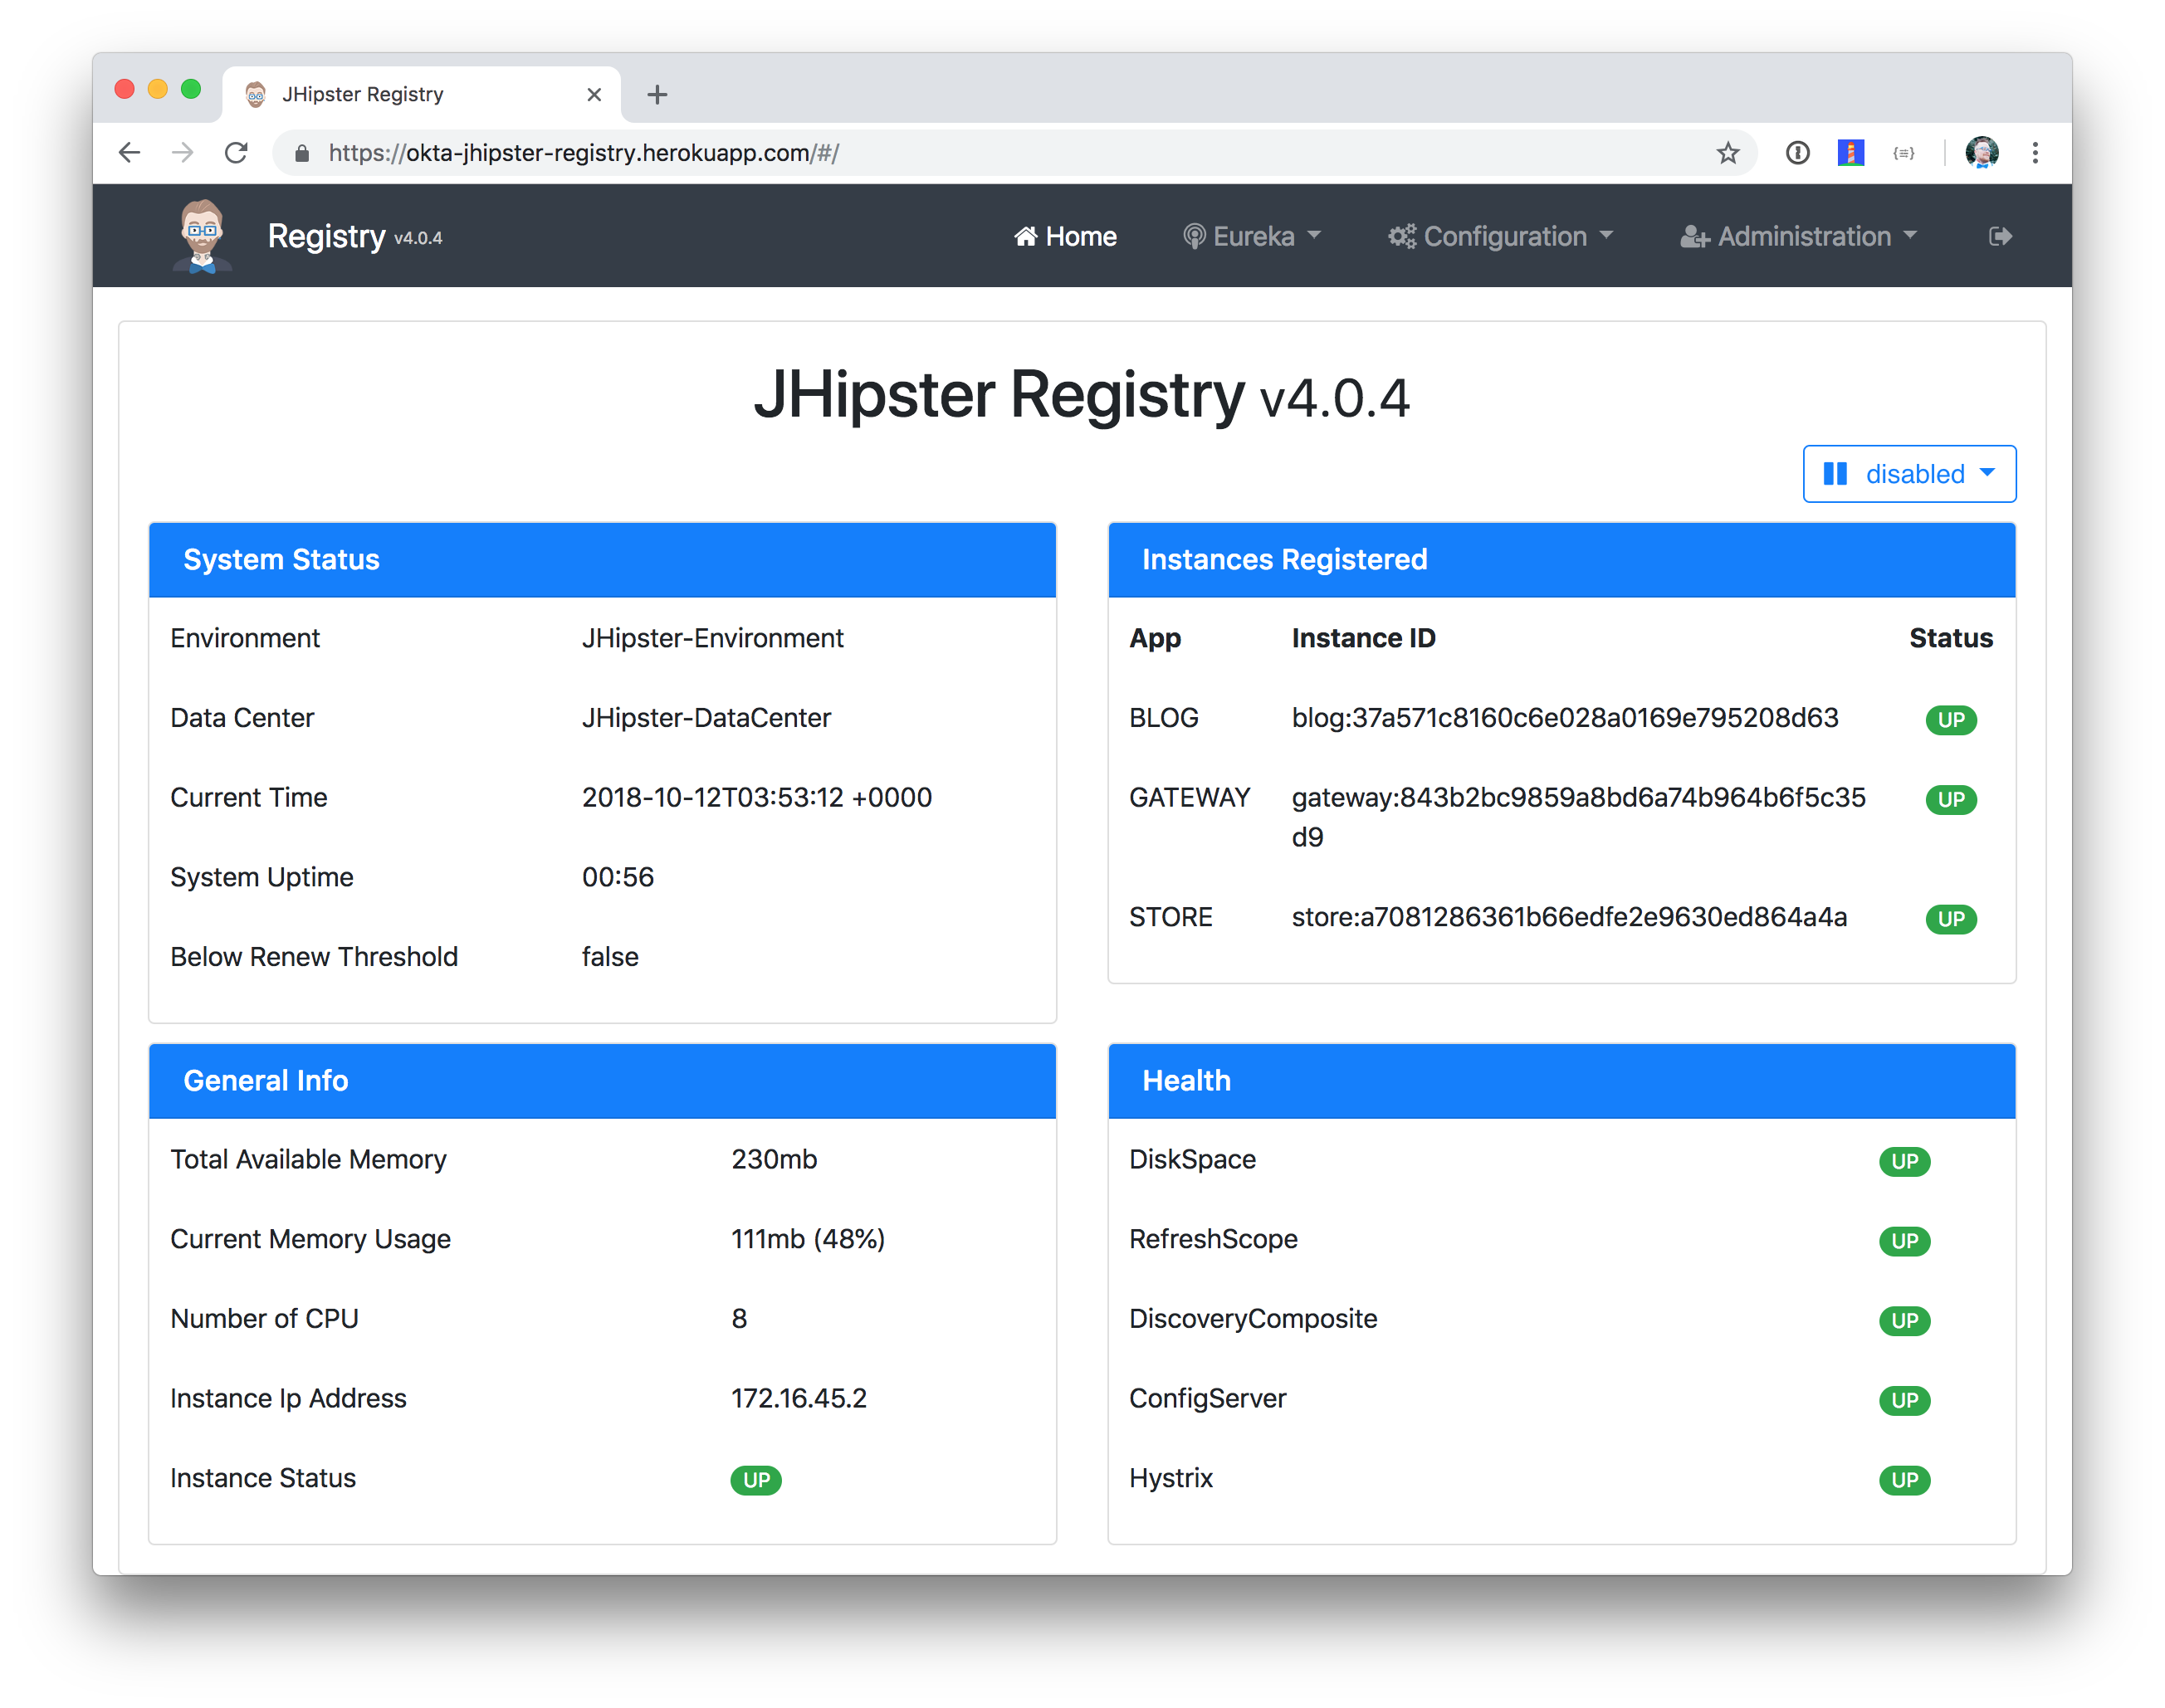 JHipster Registry
https://okta-jhipster-registry.herokuapp.com/#/
Registry v4.0.4
Home
Eureka
Configuration
Administration
JHipster Registry v4.0.4
disabled
System Status
Environment JHipster-Environment
Data Center JHipster-DataCenter
Current Time 2018-10-12T03:53:12 +0000
System Uptime 00:56
Below Renew Threshold false
Instances Registered
App Instance ID Status
BLOG blog:37a571c8160c6e028a0169e795208d63 UP
GATEWAY gateway:843b2bc9859a8bd6a74b964b6f5c35 UP
d9
STORE store:a7081286361b66edfe2e9630ed864a4a UP
General Info
Total Available Memory 230mb
Current Memory Usage 111mb (48%)
Number of CPU 8
Instance Ip Address 172.16.45.2
Instance Status UP
Health
DiskSpace UP
RefreshScope UP
DiscoveryComposite UP
ConfigServer UP
Hystrix UP